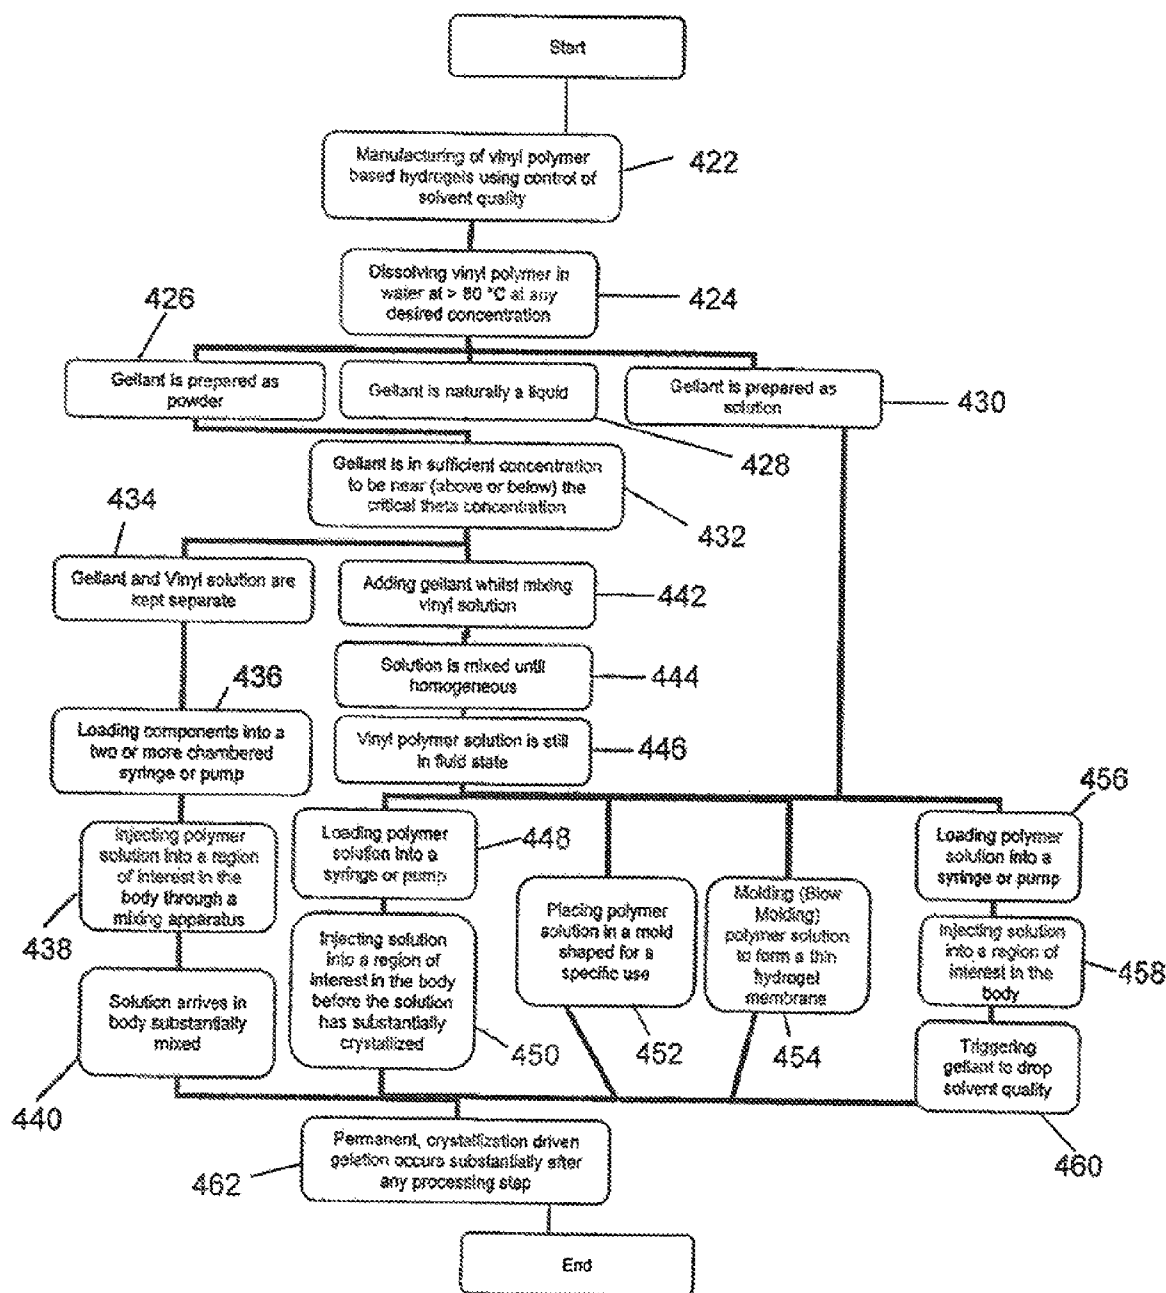 Start
Manufacturing of vinyl polymer
based hydrogels using control of
solvent quality
422
Dissolving vinyl polymer in
water at > 80 °C at any
desired concentration
424
426
Gellant is prepared as
powder
Gellant is naturally a liquid
Gellant is prepared as
solution
430
428
Gellant is in sufficient concentration
to be near (above or below) the
critical theta concentration
432
434
Gellant and Vinyl solution are
kept separate
Adding gellant whilst mixing
vinyl solution
442
Solution is mixed until
homogeneous
444
436
Loading components into a
two or more chambered
syringe or pump
Vinyl polymer solution is still
in fluid state
446
Injecting polymer
solution into a region
of interest in the
body through a
mixing apparatus
438
Loading polymer
solution into a
syringe or pump
448
Placing polymer
solution in a mold
shaped for a
specific use
452
Molding (Blow
Molding)
polymer solution
to form a thin
hydrogel
membrane
454
456
Loading polymer
solution into a
syringe or pump
Injecting solution
into a region of
interest in the
body
458
Solution arrives in
body substantially
mixed
440
Injecting solution
into a region of
interest in the body
before the solution
has substantially
crystallized
450
Triggering
gellant to drop
solvent quality
460
Permanent, crystallization driven
gelation occurs substantially after
any processing step
462
End